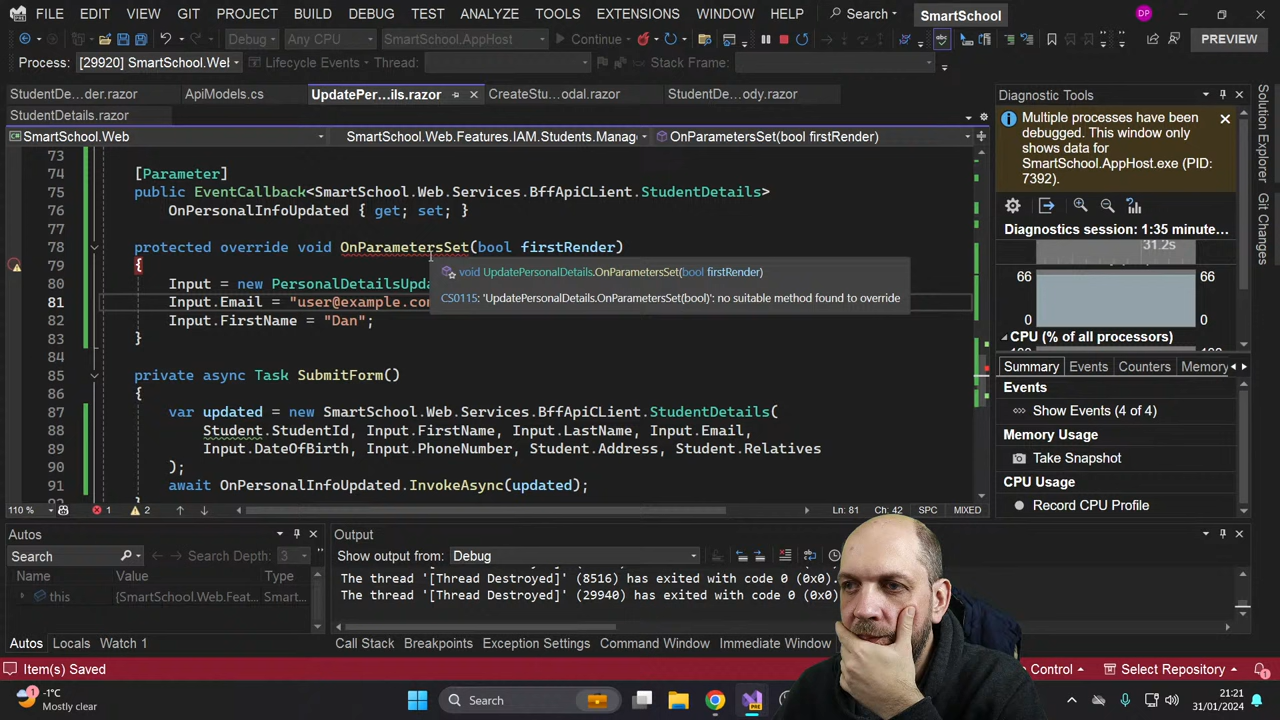 FILE EDIT VIEW GIT PROJECT BUILD DEBUG TEST ANALYZE TOOLS EXTENSIONS WINDOW HELP Search SmartSchool DP
Debug Any CPU SmartSchool.AppHost Continue PREVIEW
Process: [29920] SmartSchool.Wel Lifecycle Events Thread: Stack Frame:
StudentDe...der.razor ApiModels.cs UpdatePer...ils.razor CreateStu...odal.razor StudentDe...ody.razor
StudentDetails.razor
SmartSchool.Web SmartSchool.Web.Features.IAM.Students.Manag OnParametersSet(bool firstRender)
73
74 [Parameter]
75 public EventCallback<SmartSchool.Web.Services.BffApiCLient.StudentDetails>
76 OnPersonalInfoUpdated { get; set; }
77
78 protected override void OnParametersSet(bool firstRender)
79 {
80 Input = new PersonalDetailsUpda
81 Input.Email = "user@example.con
82 Input.FirstName = "Dan";
83 }
84
85 private async Task SubmitForm()
86 {
87 var updated = new SmartSchool.Web.Services.BffApiCLient.StudentDetails(
88 Student.StudentId, Input.FirstName, Input.LastName, Input.Email,
89 Input.DateOfBirth, Input.PhoneNumber, Student.Address, Student.Relatives
90 );
91 await OnPersonalInfoUpdated.InvokeAsync(updated);
void UpdatePersonalDetails.OnParametersSet(bool firstRender)
CS0115: 'UpdatePersonalDetails.OnParametersSet(bool)': no suitable method found to override
110 % 1 2 Ln: 81 Ch: 42 SPC MIXED
Diagnostic Tools
Multiple processes have been
debugged. This window only
shows data for
SmartSchool.AppHost.exe (PID:
7392).
Diagnostics session: 1:35 minute...
31.2s
66 66
0 0
CPU (% of all processors)
Summary Events Counters Memory
Events
Show Events (4 of 4)
Memory Usage
Take Snapshot
CPU Usage
Record CPU Profile
Solution Explorer
Git Changes
Autos
Search Search Depth: 3
Name Value Type
this {SmartSchool.Web.Feat Smart...
Autos Locals Watch 1
Output
Show output from: Debug
The thread '[Thread Destroyed]' (8516) has exited with code 0 (0x0).
The thread '[Thread Destroyed]' (29940) has exited with code 0 (0x0)
Call Stack Breakpoints Exception Settings Command Window Immediate Window
Item(s) Saved Control Select Repository 1
1 -1°C
Mostly clear
Search
PRE
21:21
31/01/2024